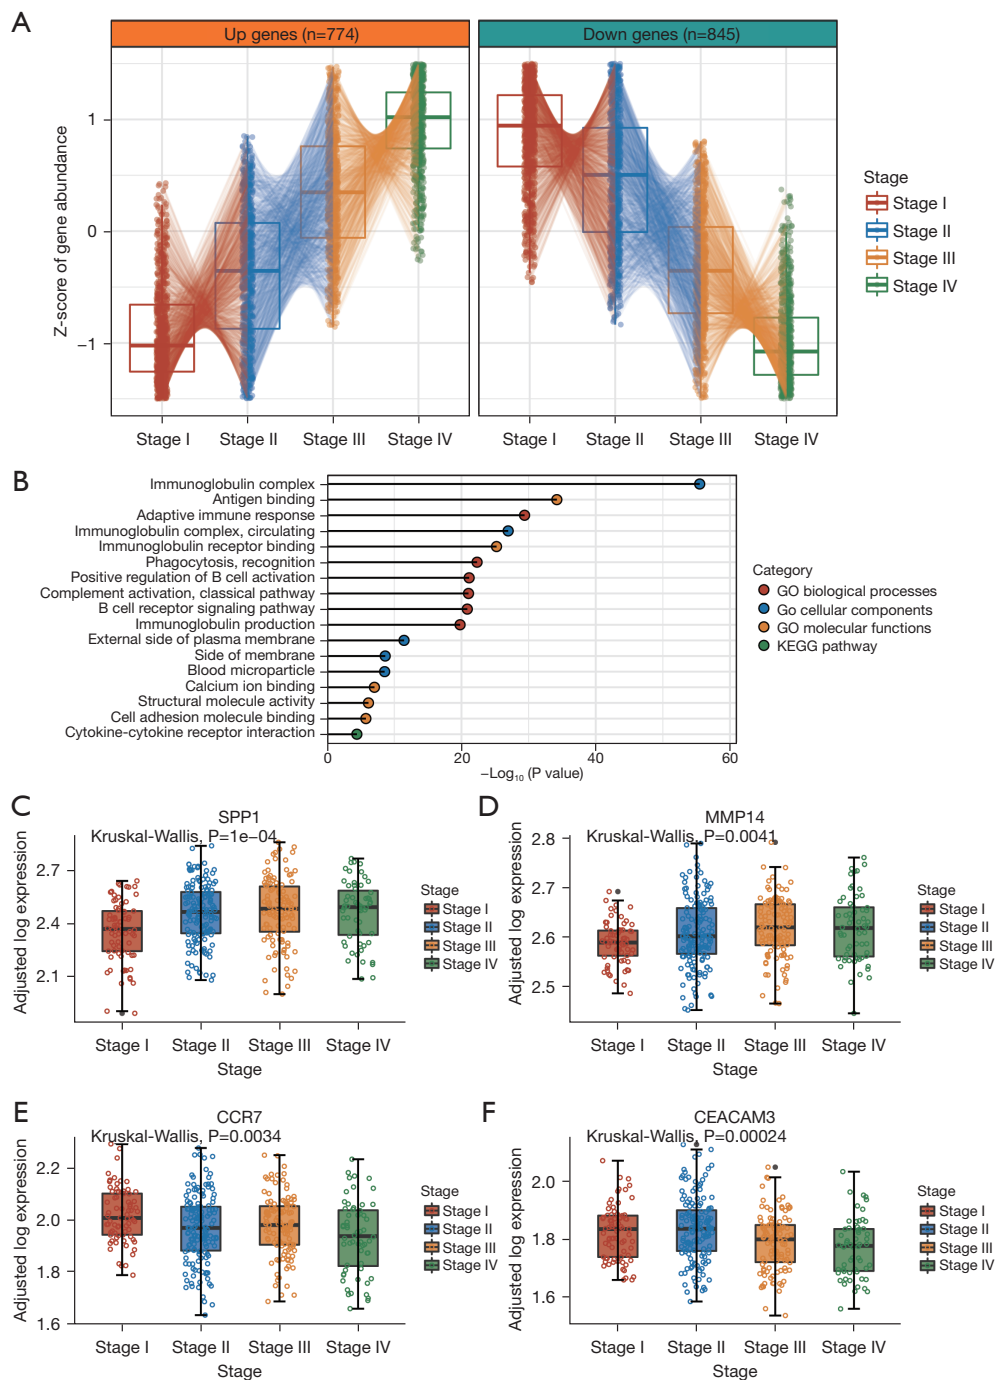 A
Up genes (n=774)
Down genes (n=845)
Z-score of gene abundance
1
0
−1
Stage I
Stage II
Stage III
Stage IV
Stage I
Stage II
Stage III
Stage IV
Stage
Stage I
Stage II
Stage III
Stage IV
B
Immunoglobulin complex
Antigen binding
Adaptive immune response
Immunoglobulin complex, circulating
Immunoglobulin receptor binding
Phagocytosis, recognition
Positive regulation of B cell activation
Complement activation, classical pathway
B cell receptor signaling pathway
Immunoglobulin production
External side of plasma membrane
Side of membrane
Blood microparticle
Calcium ion binding
Structural molecule activity
Cell adhesion molecule binding
Cytokine-cytokine receptor interaction
0
20
40
60
−Log₁₀ (P value)
Category
GO biological processes
Go cellular components
GO molecular functions
KEGG pathway
C
SPP1
Kruskal-Wallis, P=1e−04
Adjusted log expression
2.7
2.4
2.1
Stage I
Stage II
Stage III
Stage IV
Stage
Stage
Stage I
Stage II
Stage III
Stage IV
D
MMP14
Kruskal-Wallis, P=0.0041
Adjusted log expression
2.8
2.7
2.6
2.5
Stage I
Stage II
Stage III
Stage IV
Stage
Stage
Stage I
Stage II
Stage III
Stage IV
E
CCR7
Kruskal-Wallis, P=0.0034
Adjusted log expression
2.2
2.0
1.8
1.6
Stage I
Stage II
Stage III
Stage IV
Stage
Stage
Stage I
Stage II
Stage III
Stage IV
F
CEACAM3
Kruskal-Wallis, P=0.00024
Adjusted log expression
2.0
1.8
1.6
Stage I
Stage II
Stage III
Stage IV
Stage
Stage
Stage I
Stage II
Stage III
Stage IV